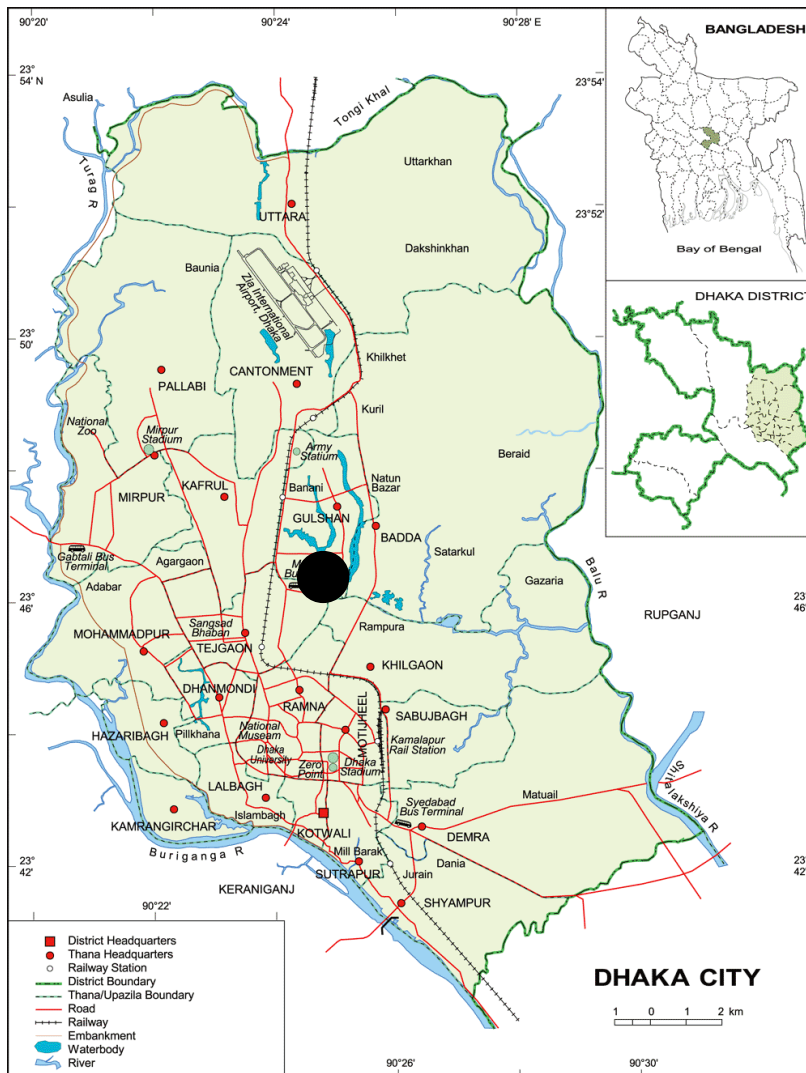 90°20'
90°24'
90°28' E
BANGLADESH
23°
54' N
23°54'
Asulia
Tongi Khal
Turag R
Uttarkhan
UTTARA
23°52'
Dakshinkhan
Baunia
Bay of Bengal
Zia International
Airport, Dhaka
DHAKA DISTRICT
23°
50'
Khilkhet
CANTONMENT
PALLABI
Kuril
National
Zoo
Mirpur
Stadium
Army
Statium
Beraid
MIRPUR
KAFRUL
Banani
Natun
Bazar
GULSHAN
BADDA
Gabtali Bus
Terminal
Agargaon
Satarkul
Adabar
Gazaria
Balu R
23°
46'
RUPGANJ
MOHAMMADPUR
Sangsad
Bhaban
TEJGAON
Rampura
KHILGAON
DHANMONDI
RAMNA
SABUJBAGH
HAZARIBAGH
Pillkhana
National
Museam
MOTIJHEEL
Kamalapur
Rail Station
Dhaka
University
Zero
Point
Dhaka
Stadium
LALBAGH
Islambagh
Syedabad
Bus Terminal
Matuail
Shitalakshiya R
KAMRANGIRCHAR
KOTWALI
DEMRA
Buriganga R
Mill Barak
SUTRAPUR
Dania
Jurain
23°
42'
KERANIGANJ
SHYAMPUR
90°22'
District Headquarters
Thana Headquarters
Railway Station
District Boundary
Thana/Upazila Boundary
Road
Railway
Embankment
Waterbody
River
DHAKA CITY
1 0 1 2 km
90°26'
90°30'